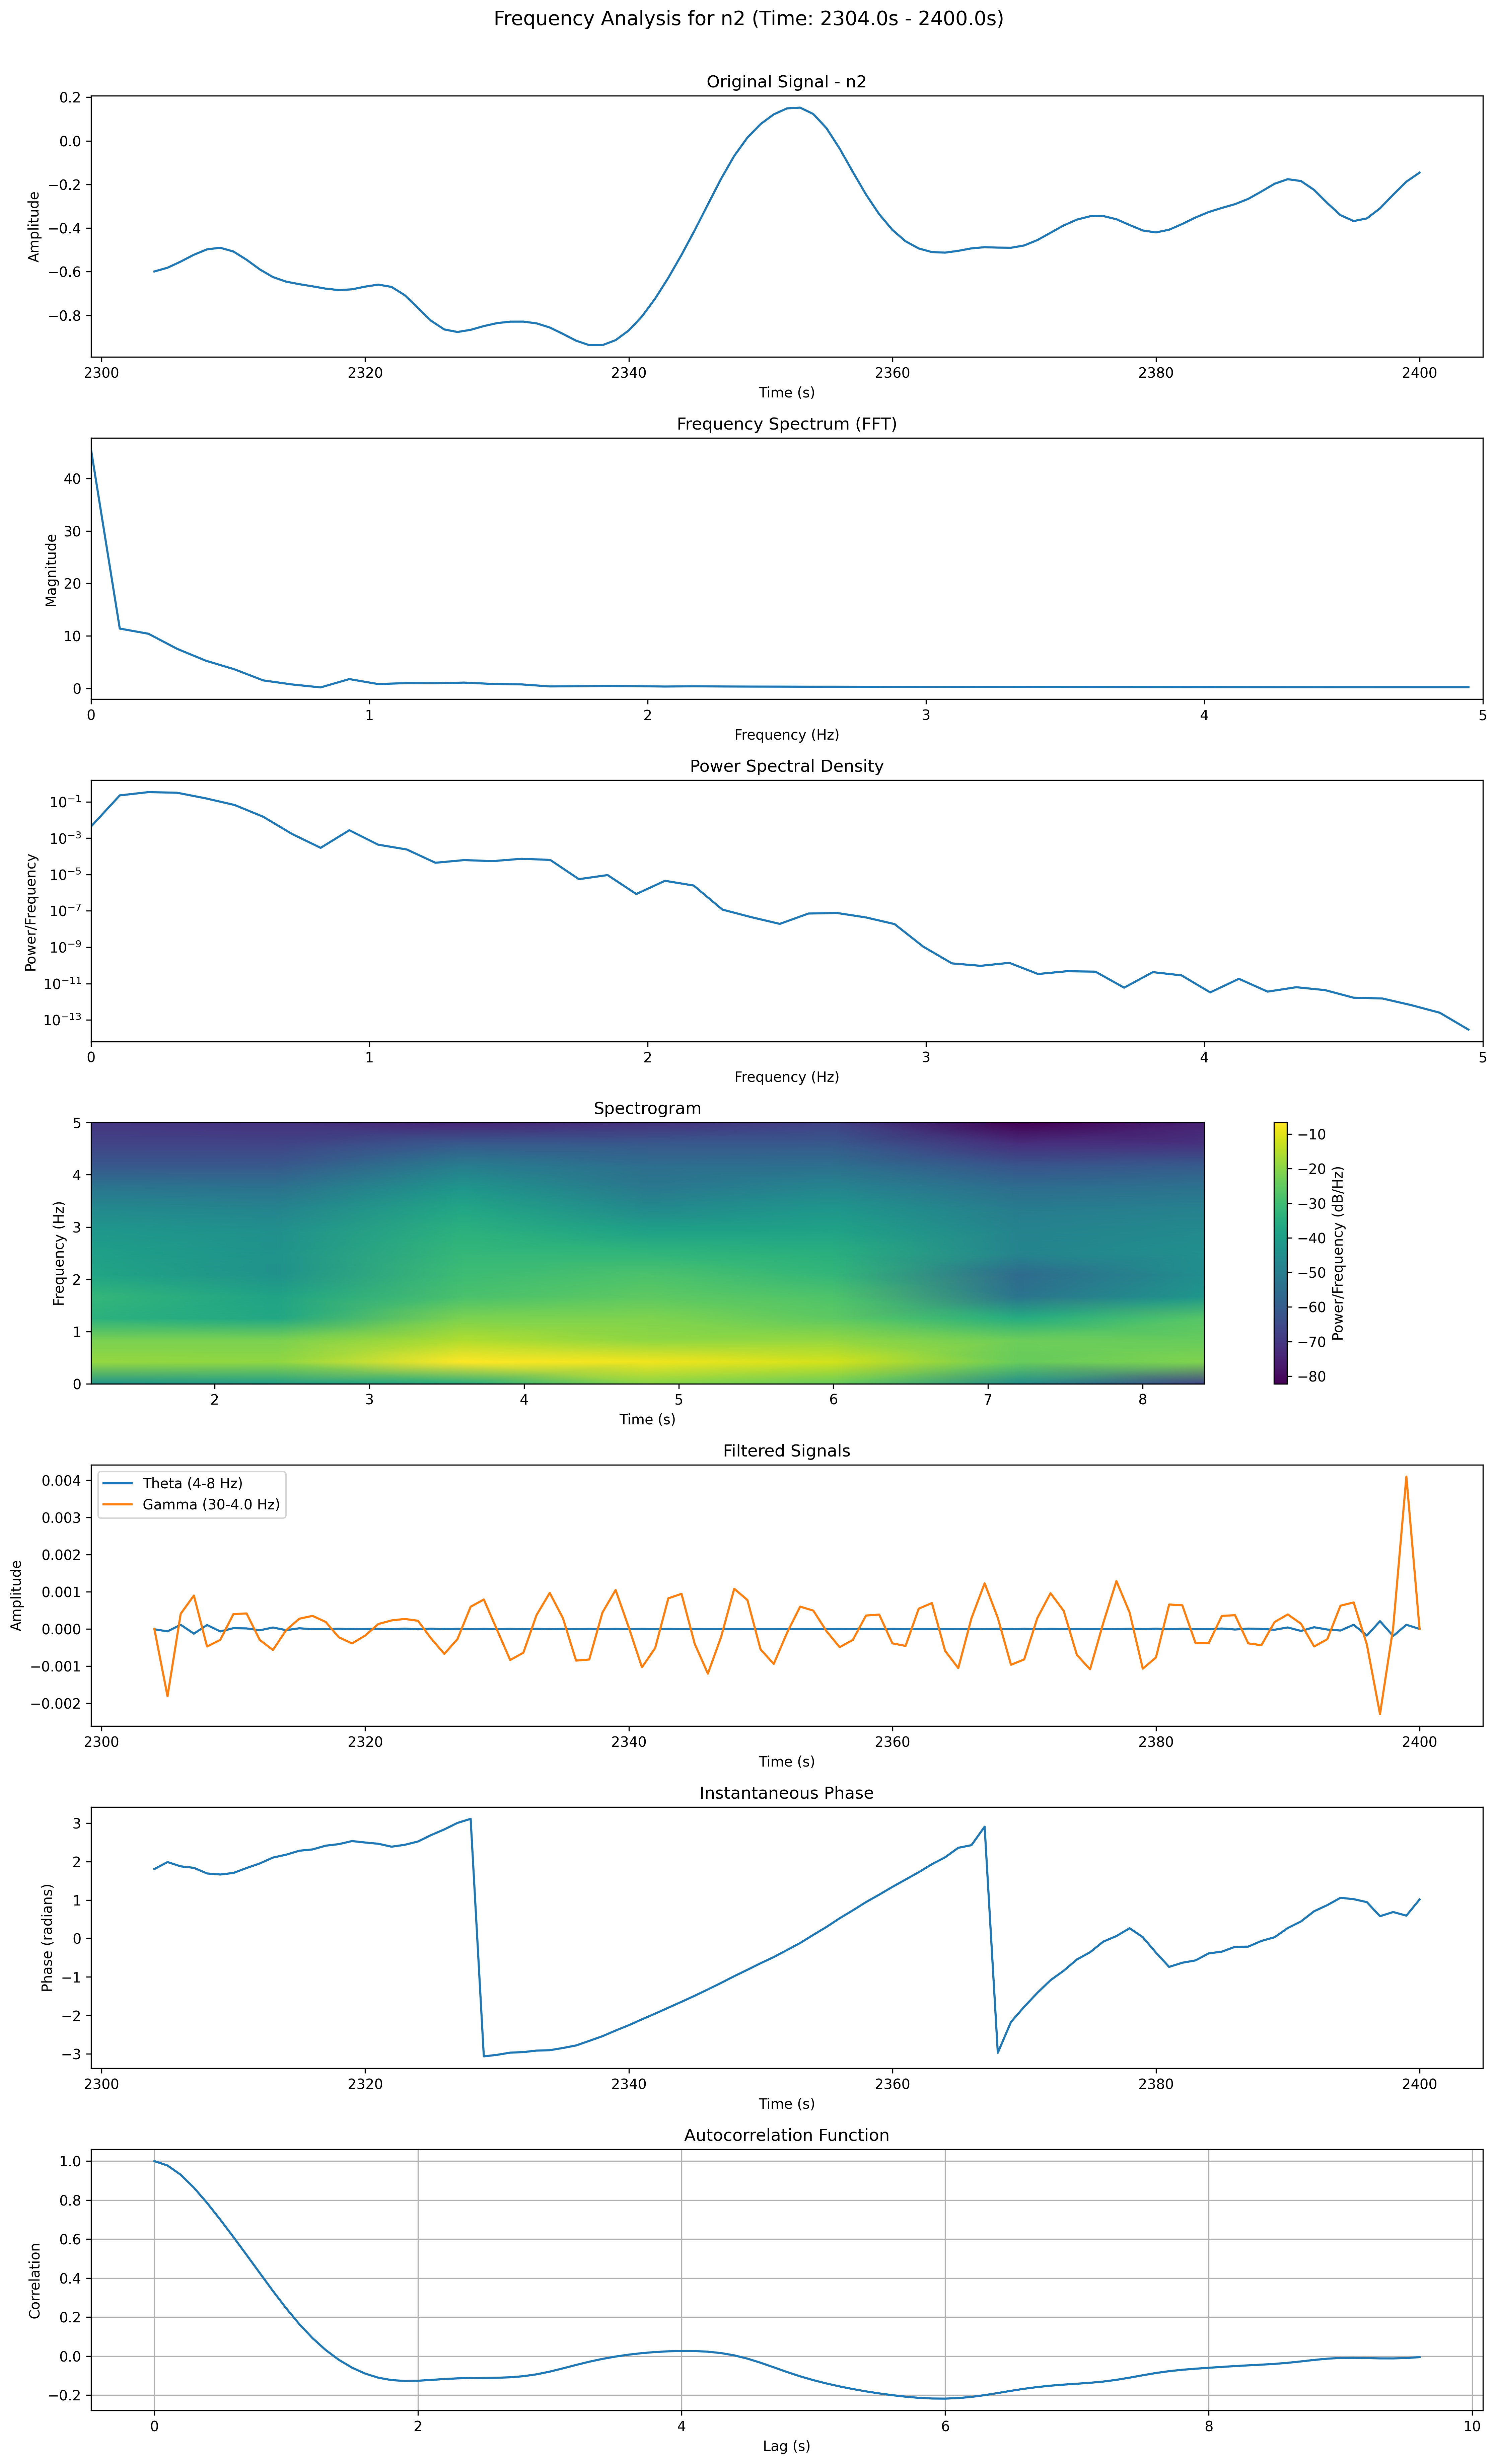 Frequency Analysis for n2 (Time: 2304.0s - 2400.0s)
Original Signal - n2
0.2
0.0
−0.2
−0.4
−0.6
−0.8
Amplitude
2300 2320 2340 2360 2380 2400
Time (s)
Frequency Spectrum (FFT)
40
30
20
10
0
Magnitude
0 1 2 3 4 5
Frequency (Hz)
Power Spectral Density
10⁻¹
10⁻³
10⁻⁵
10⁻⁷
10⁻⁹
10⁻¹¹
10⁻¹³
Power/Frequency
0 1 2 3 4 5
Frequency (Hz)
Spectrogram
5
4
3
2
1
0
Frequency (Hz)
2 3 4 5 6 7 8
Time (s)
−10
−20
−30
−40
−50
−60
−70
−80
Power/Frequency (dB/Hz)
Filtered Signals
Theta (4-8 Hz)
Gamma (30-4.0 Hz)
0.004
0.003
0.002
0.001
0.000
−0.001
−0.002
Amplitude
2300 2320 2340 2360 2380 2400
Time (s)
Instantaneous Phase
3
2
1
0
−1
−2
−3
Phase (radians)
2300 2320 2340 2360 2380 2400
Time (s)
Autocorrelation Function
1.0
0.8
0.6
0.4
0.2
0.0
−0.2
Correlation
0 2 4 6 8 10
Lag (s)